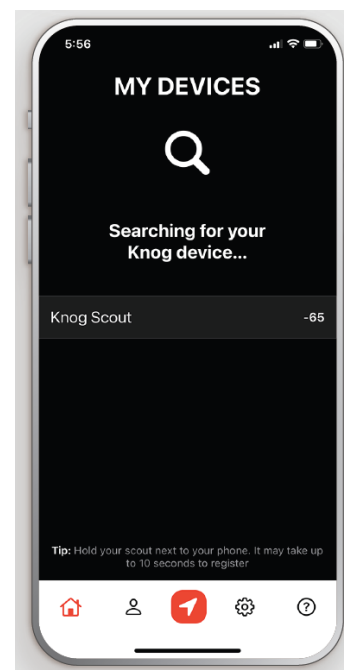 5:56
MY DEVICES
Searching for your
Knog device...
Knog Scout -65
Tip: Hold your scout next to your phone. It may take up
to 10 seconds to register
?